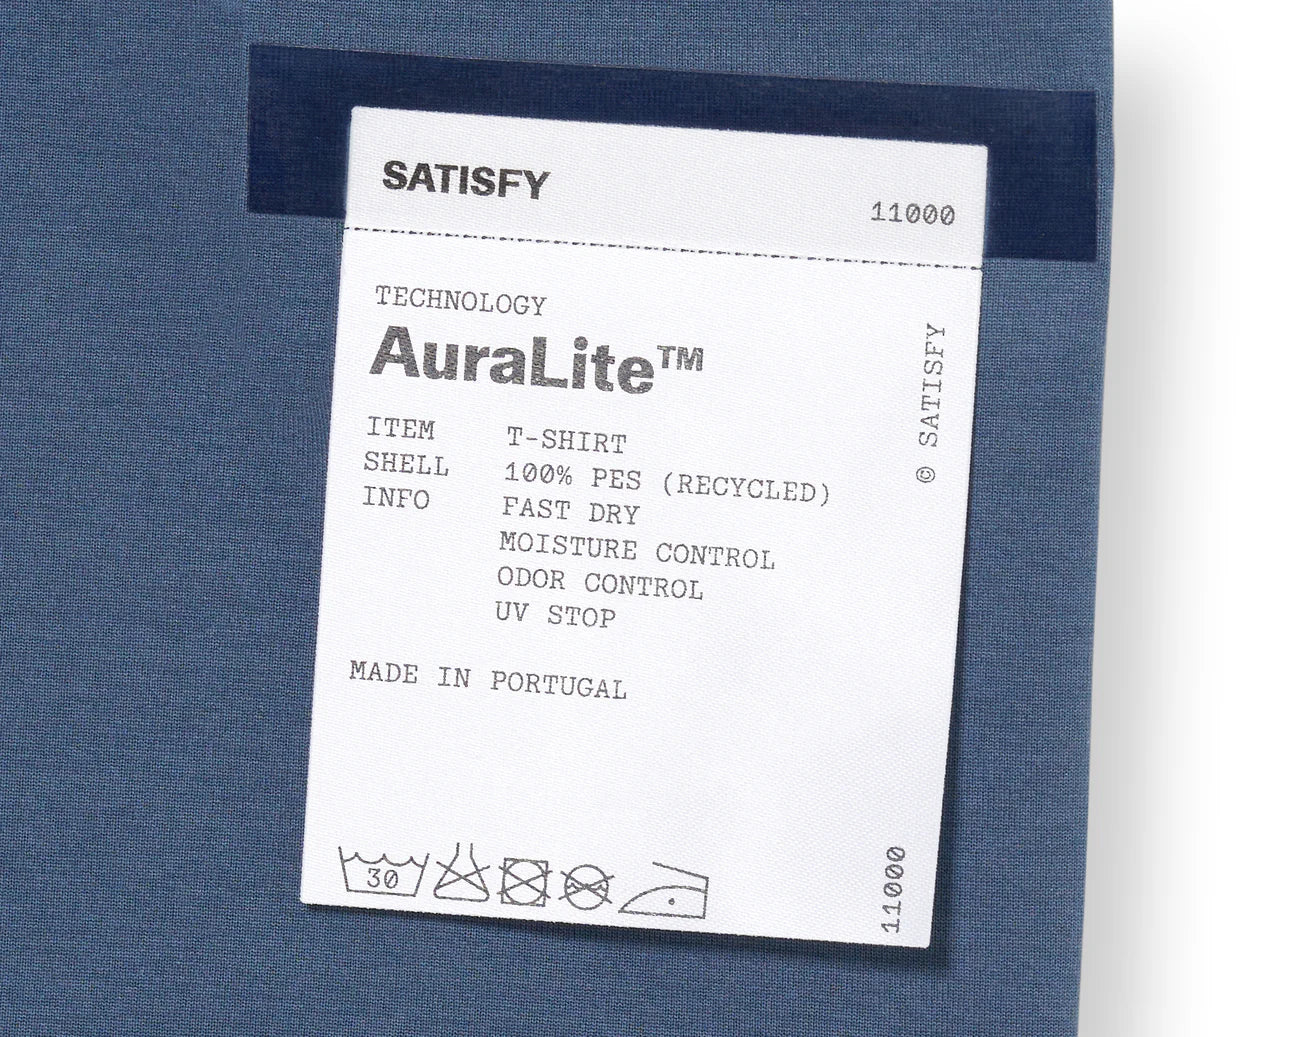 SATISFY
11000
TECHNOLOGY
AuraLite™
ITEM T-SHIRT
SHELL 100% PES (RECYCLED)
INFO FAST DRY
MOISTURE CONTROL
ODOR CONTROL
UV STOP
MADE IN PORTUGAL
© SATISFY
30
11000